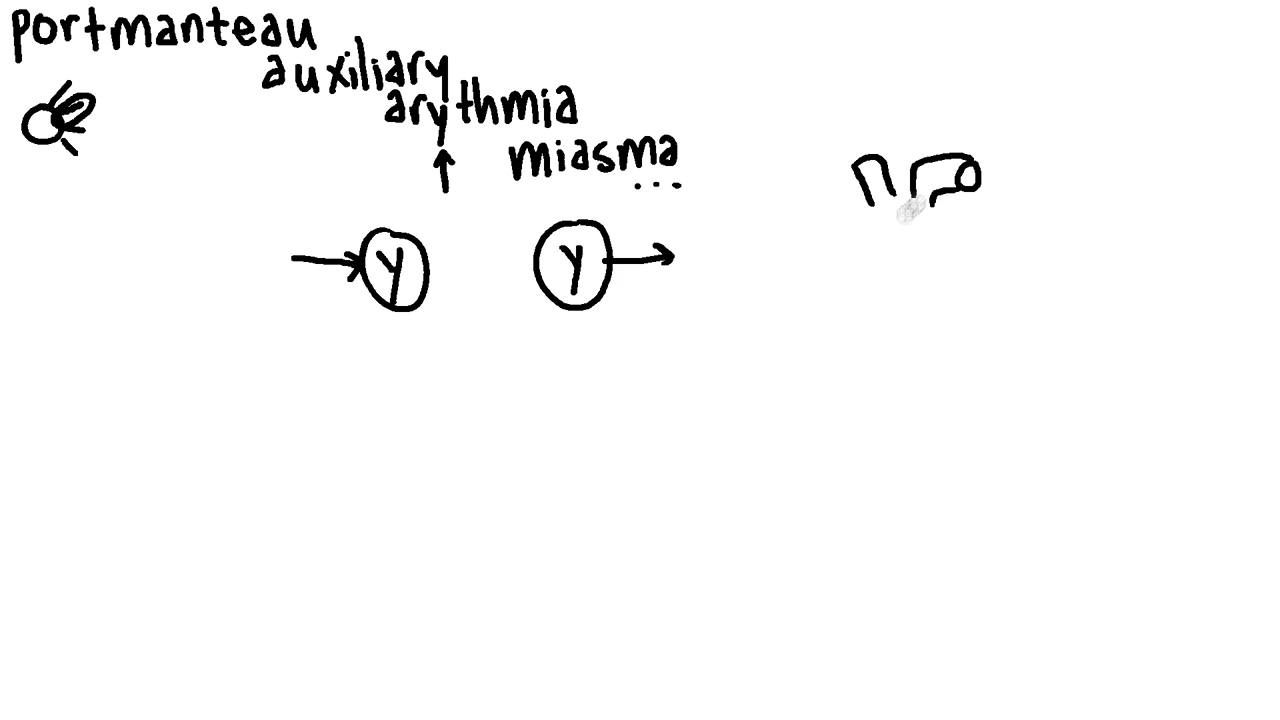 portmanteau
auxiliary
arythmia
miasma
...
y y